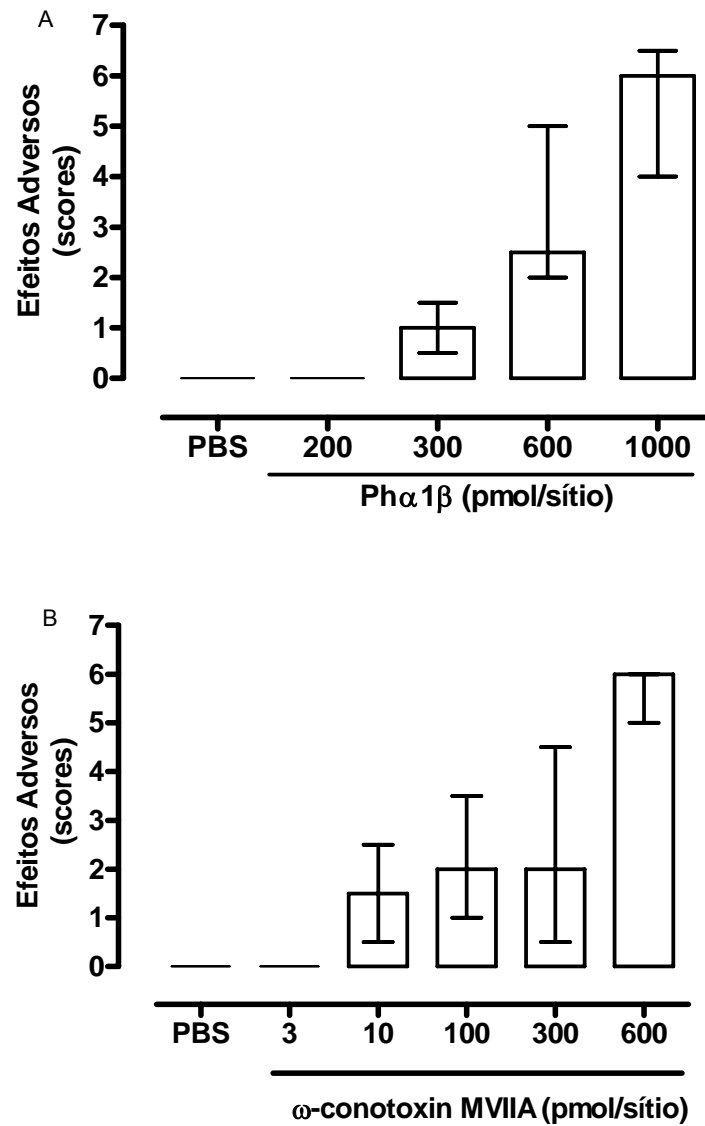 A
Efeitos Adversos
(scores)
7
6
5
4
3
2
1
0
PBS 200 300 600 1000
Phα1β (pmol/sítio)
B
Efeitos Adversos
(scores)
7
6
5
4
3
2
1
0
PBS 3 10 100 300 600
ω-conotoxin MVIIA (pmol/sítio)